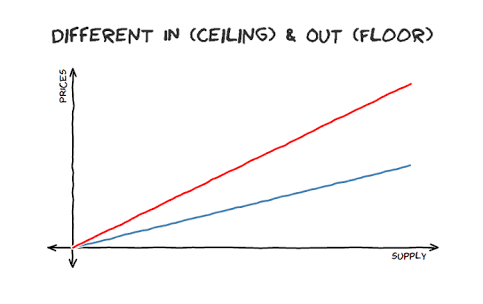 DIFFERENT IN (CEILING) & OUT (FLOOR)
PRICES
SUPPLY